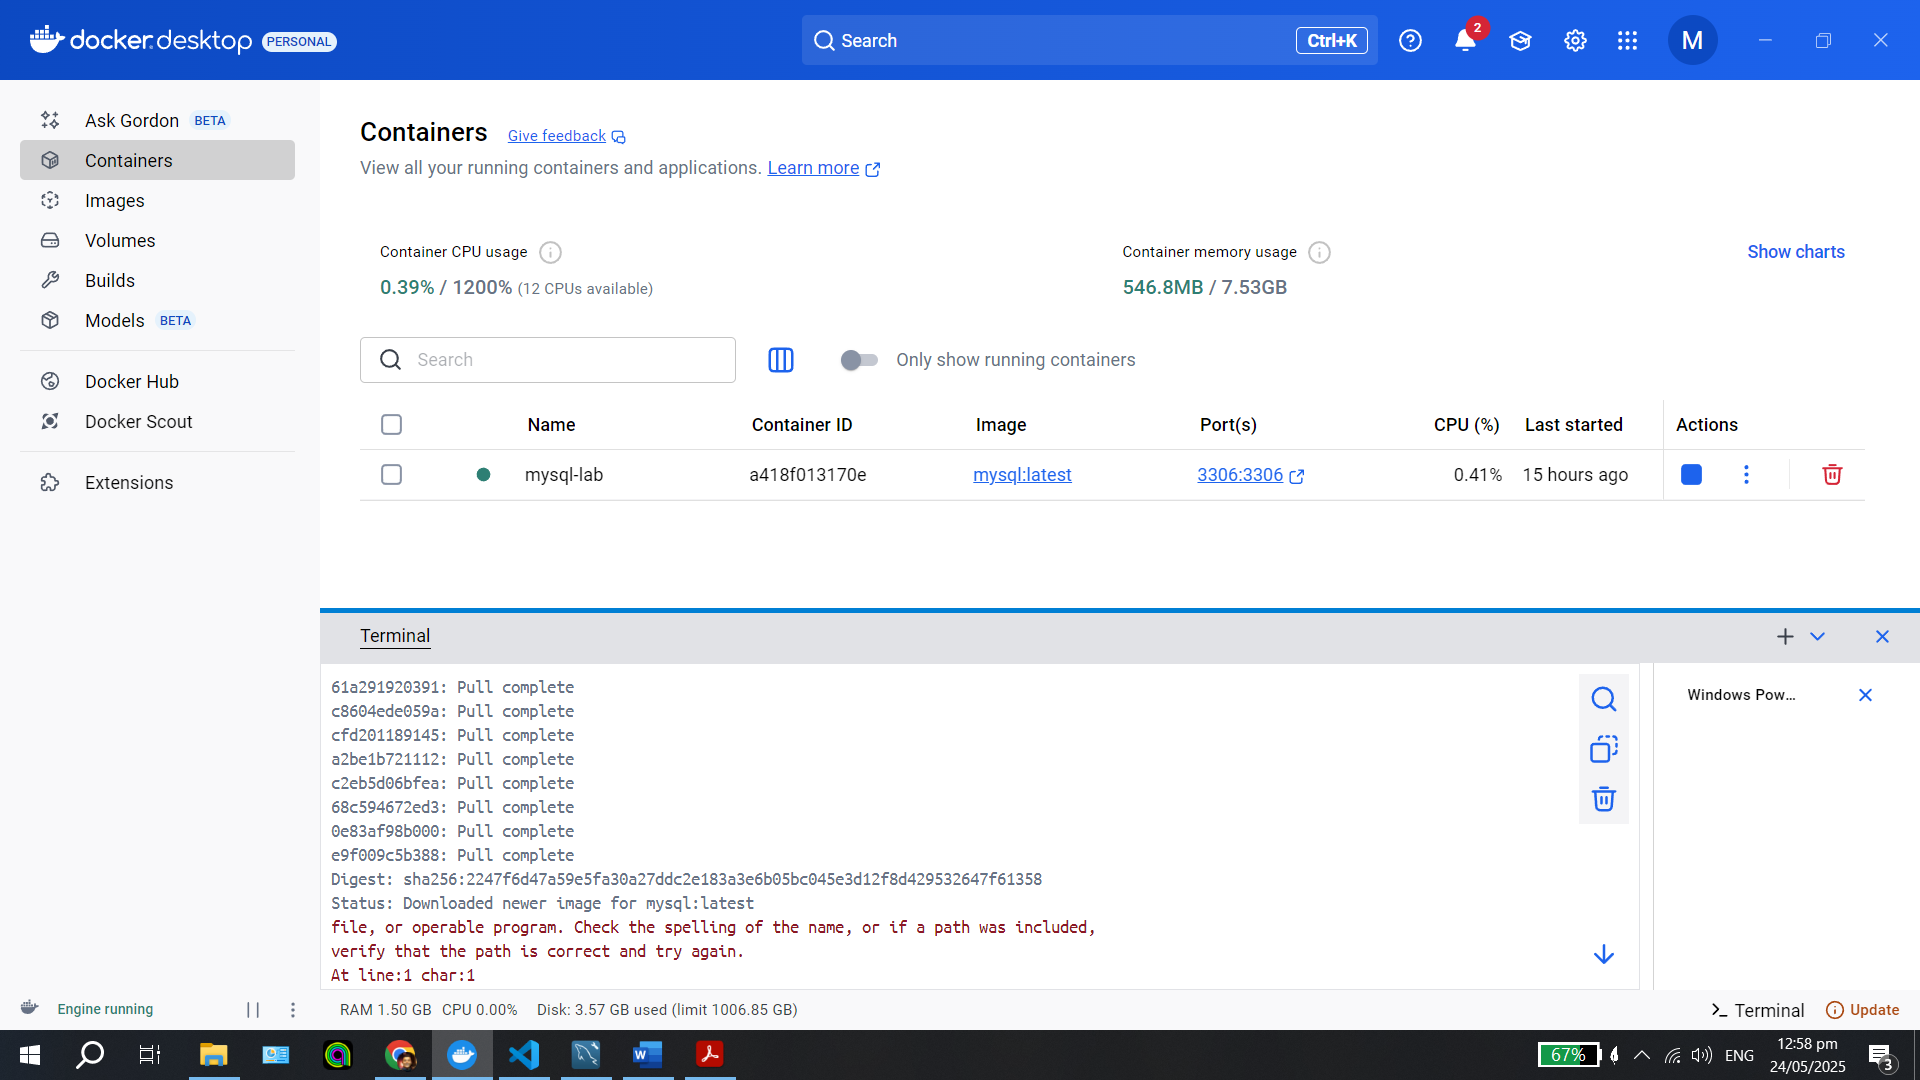 docker.desktop PERSONAL
Search Ctrl+K
2
M
Ask Gordon BETA
Containers
Images
Volumes
Builds
Models BETA
Docker Hub
Docker Scout
Extensions
Containers Give feedback
View all your running containers and applications. Learn more
Container CPU usage
0.39% / 1200% (12 CPUs available)
Container memory usage
546.8MB / 7.53GB
Show charts
Search
Only show running containers
Name Container ID Image Port(s) CPU (%) Last started Actions
mysql-lab a418f013170e mysql:latest 3306:3306 0.41% 15 hours ago
Terminal
61a291920391: Pull complete
c8604ede059a: Pull complete
cfd201189145: Pull complete
a2be1b721112: Pull complete
c2eb5d06bfea: Pull complete
68c594672ed3: Pull complete
0e83af98b000: Pull complete
e9f009c5b388: Pull complete
Digest: sha256:2247f6d47a59e5fa30a27ddc2e183a3e6b05bc045e3d12f8d429532647f61358
Status: Downloaded newer image for mysql:latest
file, or operable program. Check the spelling of the name, or if a path was included,
verify that the path is correct and try again.
At line:1 char:1
Windows Pow...
Engine running
RAM 1.50 GB CPU 0.00% Disk: 3.57 GB used (limit 1006.85 GB)
Terminal
Update
67%
ENG
12:58 pm
24/05/2025
3